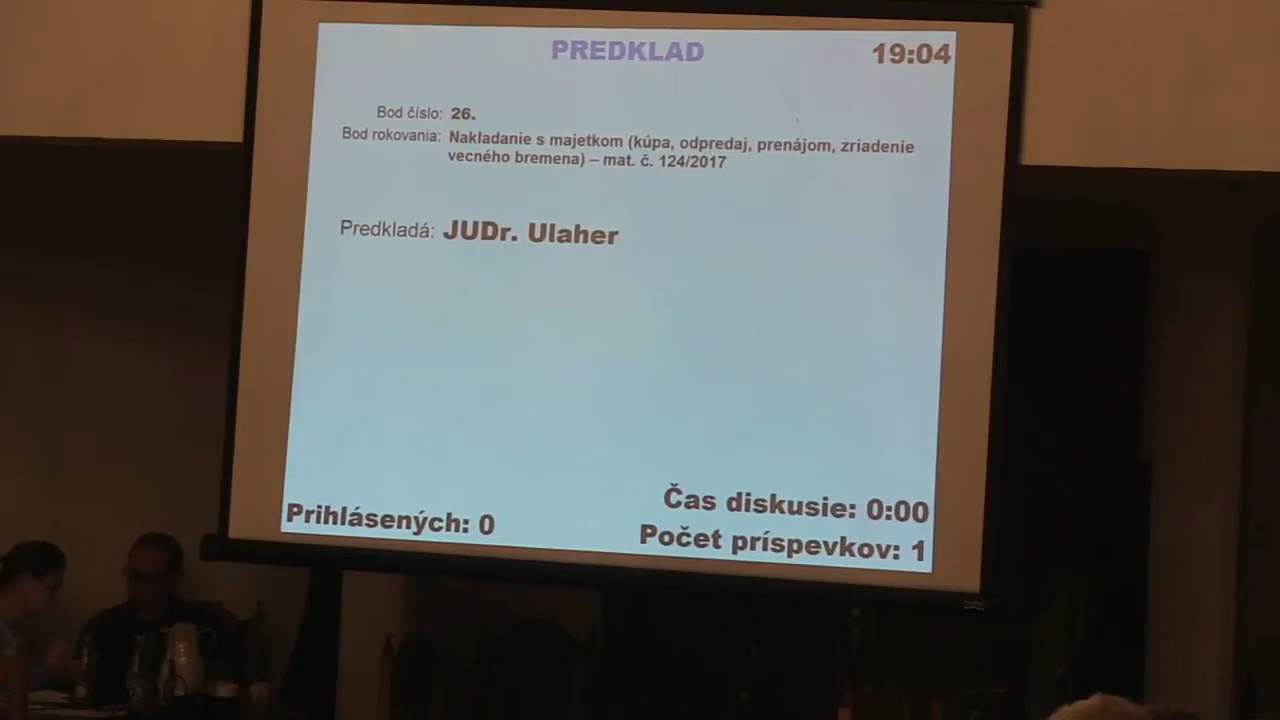 PREDKLAD
19:04
Bod číslo: 26.
Bod rokovania: Nakladanie s majetkom (kúpa, odpredaj, prenájom, zriadenie
vecného bremena) – mat. č. 124/2017
Predkladá: JUDr. Ulaher
Prihlásených: 0
Čas diskusie: 0:00
Počet príspevkov: 1